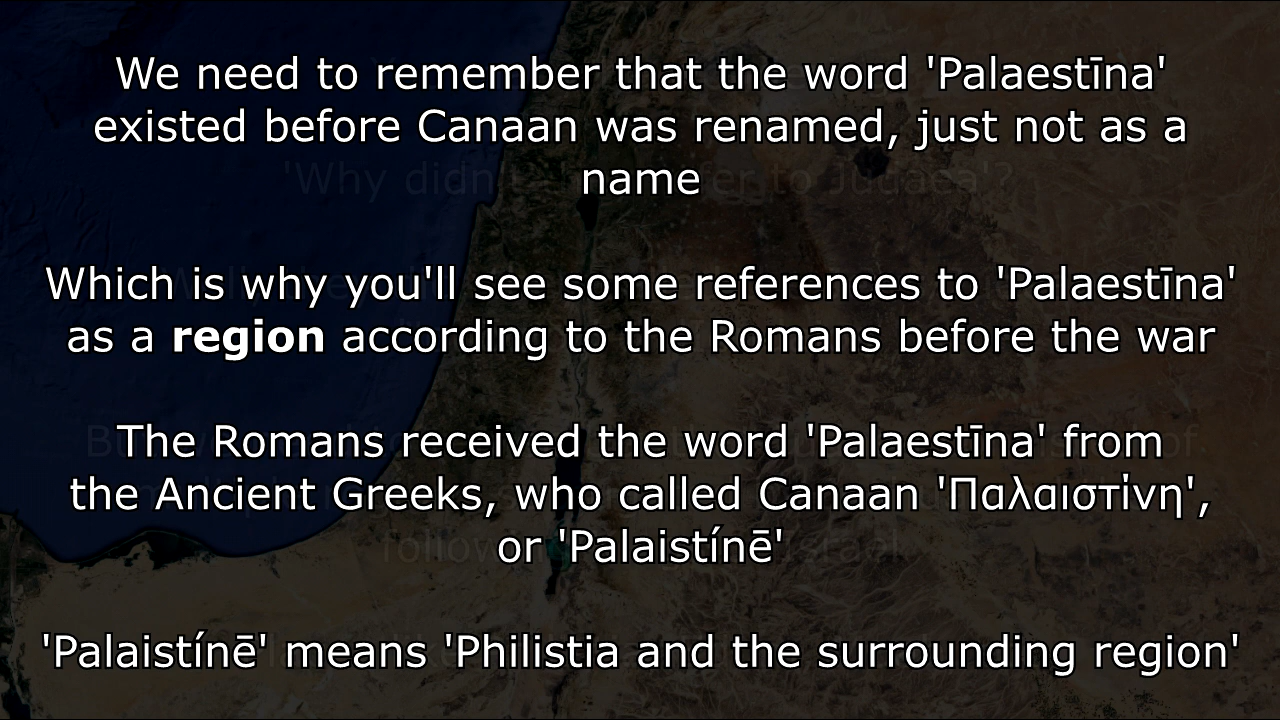 We need to remember that the word 'Palaestīna'
existed before Canaan was renamed, just not as a
name
Which is why you'll see some references to 'Palaestīna'
as a region according to the Romans before the war
The Romans received the word 'Palaestīna' from
the Ancient Greeks, who called Canaan 'Παλαιστίνη',
or 'Palaistínē'
'Palaistínē' means 'Philistia and the surrounding region'